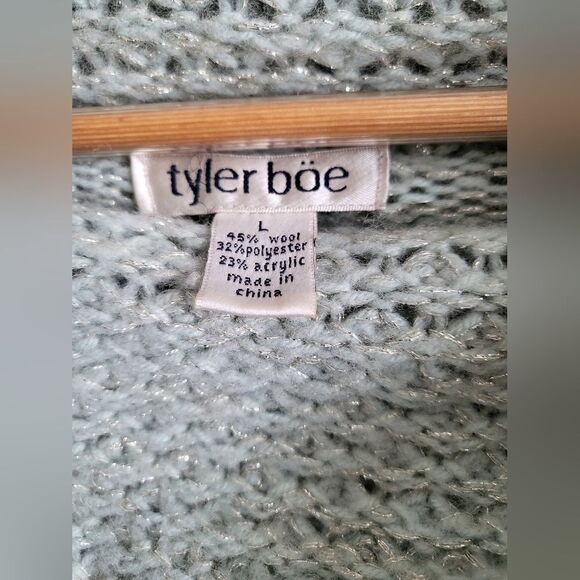 tyler böe
L
45% wool
32%polyester
23% acrylic
made in
china